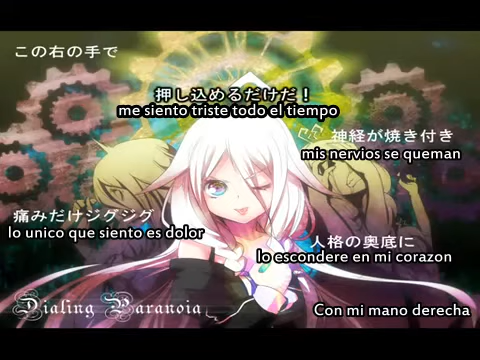 この右の手で
押し込めるだけだ！
me siento triste todo el tiempo
神経が焼き付き
mis nervios se queman
痛みだけジグジグ
lo unico que siento es dolor
人格の奥底に
lo escondere en mi corazon
Dialing Paranoia
Con mi mano derecha